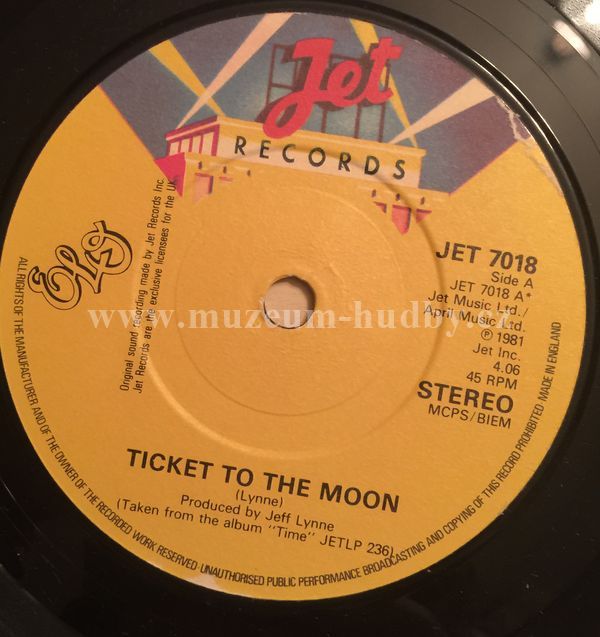 Jet
RECORDS
Original sound recording made by Jet Records Inc.
Jet Records are the exclusive licensees for the UK
JET 7018
Side A
JET 7018 A*
Jet Music Ltd./
April Music Ltd.
℗ 1981
Jet Inc.
4.06
45 RPM
STEREO
MCPS/BIEM
www.muzeum-hudby.cz
TICKET TO THE MOON
(Lynne)
Produced by Jeff Lynne
(Taken from the album "Time" JETLP 236)
ALL RIGHTS OF THE MANUFACTURER AND OF THE OWNER OF THE RECORDED WORK RESERVED · UNAUTHORISED PUBLIC PERFORMANCE BROADCASTING AND COPYING OF THIS RECORD PROHIBITED · MADE IN ENGLAND